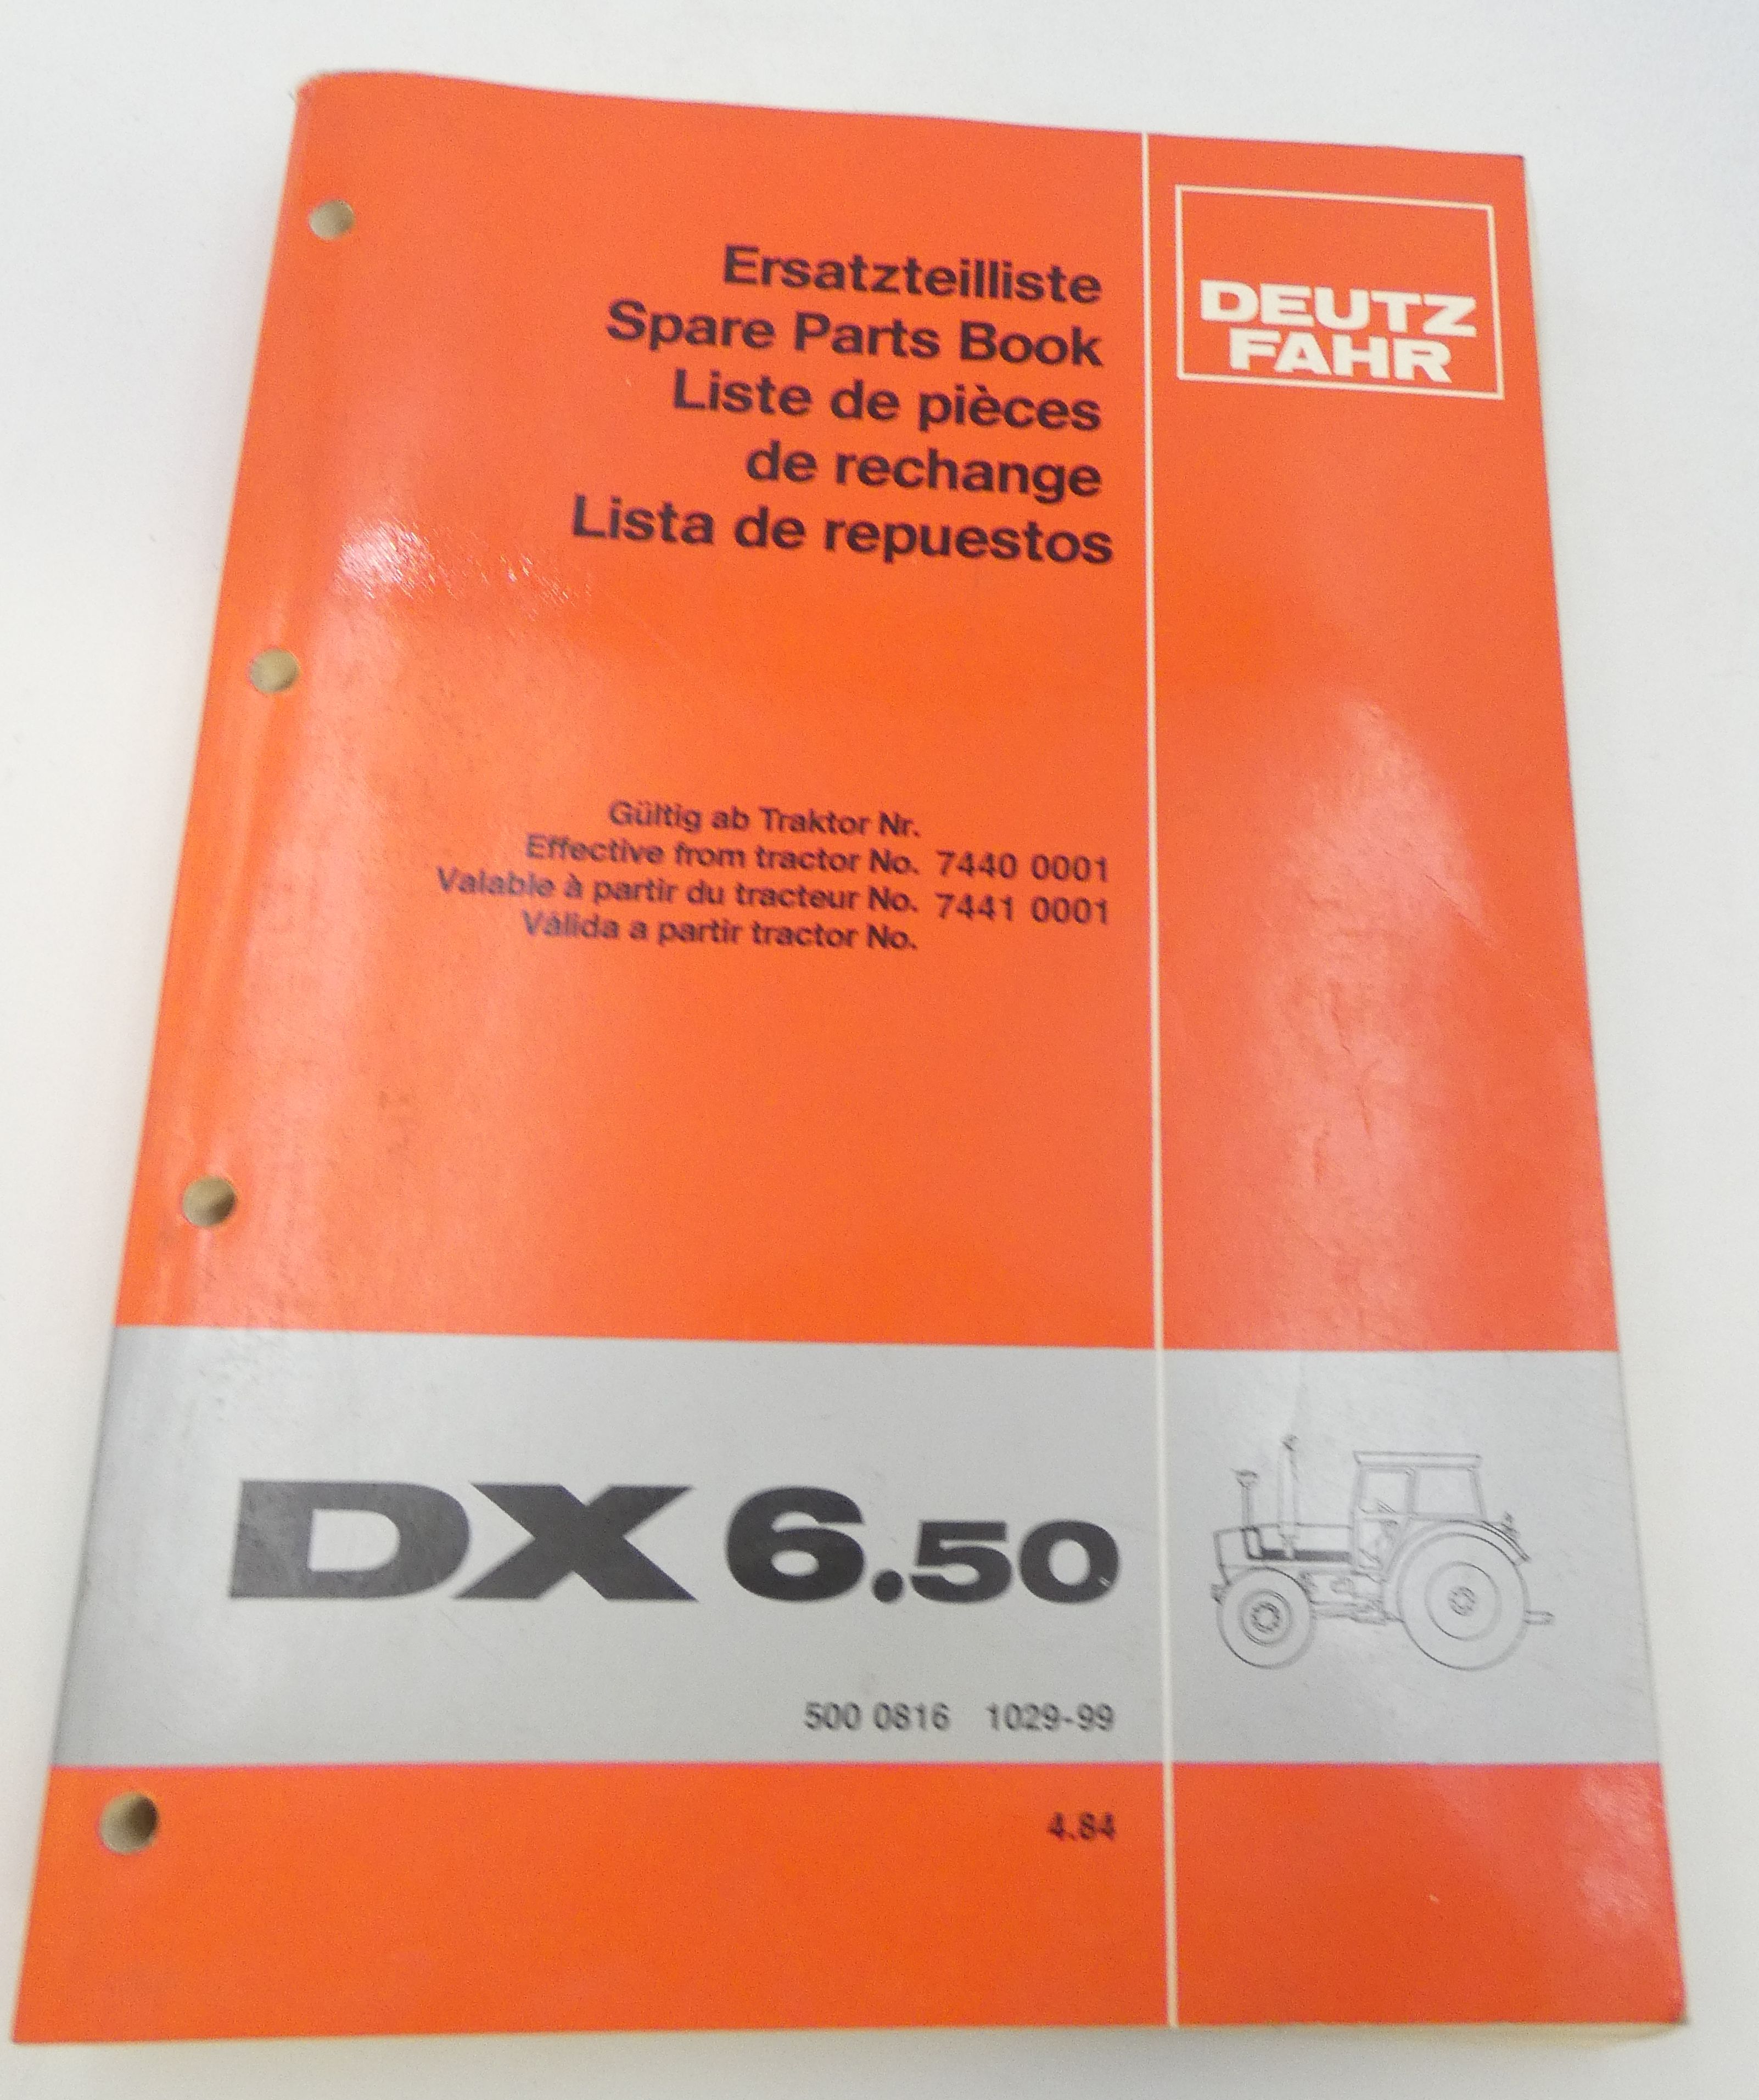 Ersatzteilliste
Spare Parts Book
Liste de pièces
de rechange
Lista de repuestos
DEUTZ
FAHR
Gültig ab Traktor Nr.
Effective from tractor No. 7440 0001
Valable à partir du tracteur No. 7441 0001
Válida a partir tractor No.
DX 6.50
500 0816 1029-99
4.84